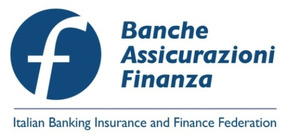 f
Banche
Assicurazioni
Finanza
Italian Banking Insurance and Finance Federation